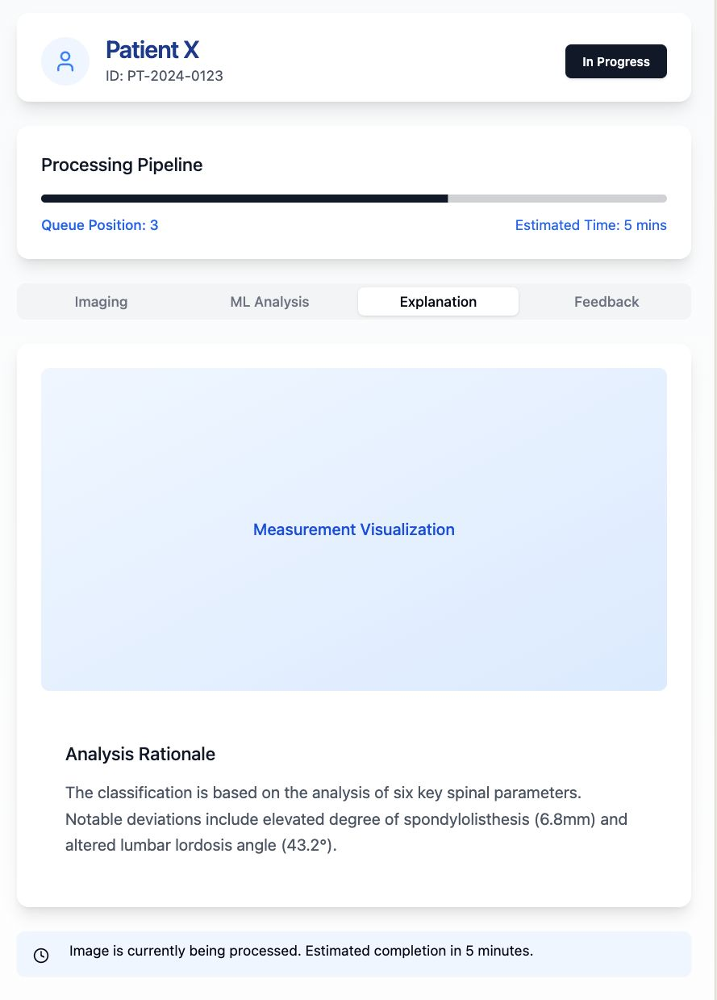 Patient X
ID: PT-2024-0123
In Progress
Processing Pipeline
Queue Position: 3
Estimated Time: 5 mins
Imaging
ML Analysis
Explanation
Feedback
Measurement Visualization
Analysis Rationale
The classification is based on the analysis of six key spinal parameters.
Notable deviations include elevated degree of spondylolisthesis (6.8mm) and
altered lumbar lordosis angle (43.2°).
Image is currently being processed. Estimated completion in 5 minutes.